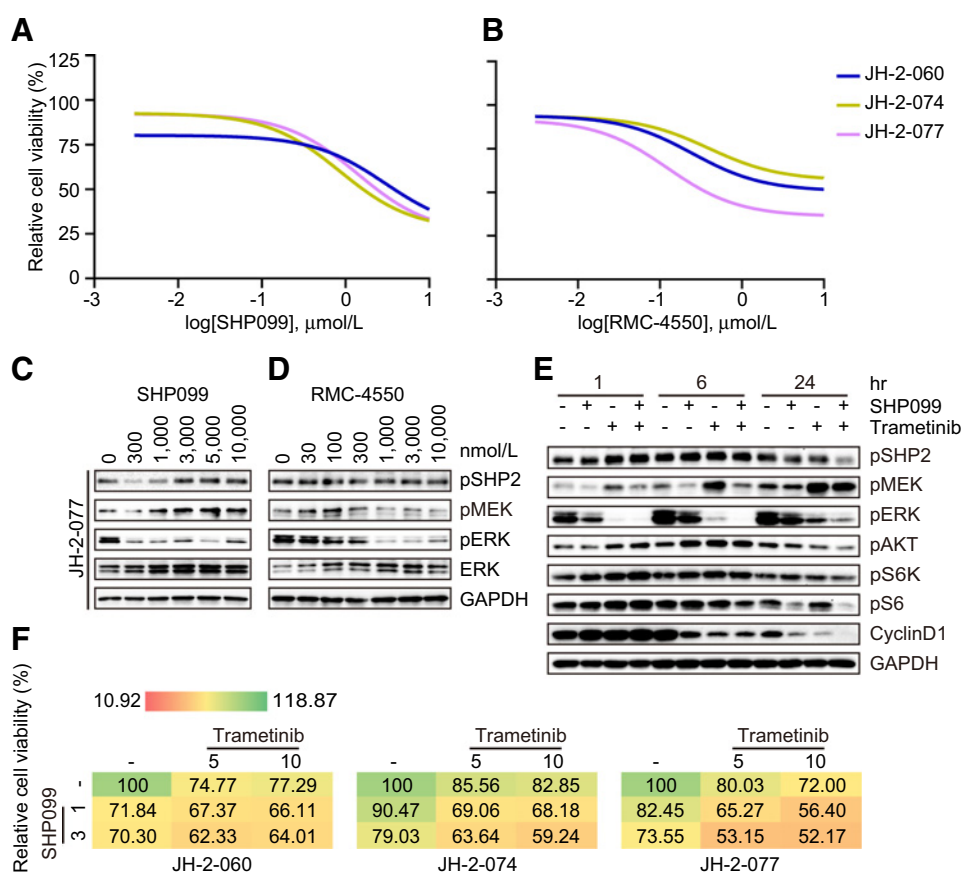 A
B
125
100
75
50
25
0
Relative cell viability (%)
-3 -2 -1 0 1
log[SHP099], μmol/L
-3 -2 -1 0 1
log[RMC-4550], μmol/L
JH-2-060
JH-2-074
JH-2-077
C
SHP099
0 300 1,000 3,000 5,000 10,000
D
RMC-4550
0 30 100 300 1,000 3,000 10,000
nmol/L
JH-2-077
pSHP2
pMEK
pERK
ERK
GAPDH
E
1 6 24 hr
- + - + - + - + - + - + SHP099
- - + + - - + + - - + + Trametinib
pSHP2
pMEK
pERK
pAKT
pS6K
pS6
CyclinD1
GAPDH
F
Relative cell viability (%)
10.92 118.87
Trametinib Trametinib Trametinib
- 5 10 - 5 10 - 5 10
SHP099
- 100 74.77 77.29 100 85.56 82.85 100 80.03 72.00
1 71.84 67.37 66.11 90.47 69.06 68.18 82.45 65.27 56.40
3 70.30 62.33 64.01 79.03 63.64 59.24 73.55 53.15 52.17
JH-2-060 JH-2-074 JH-2-077